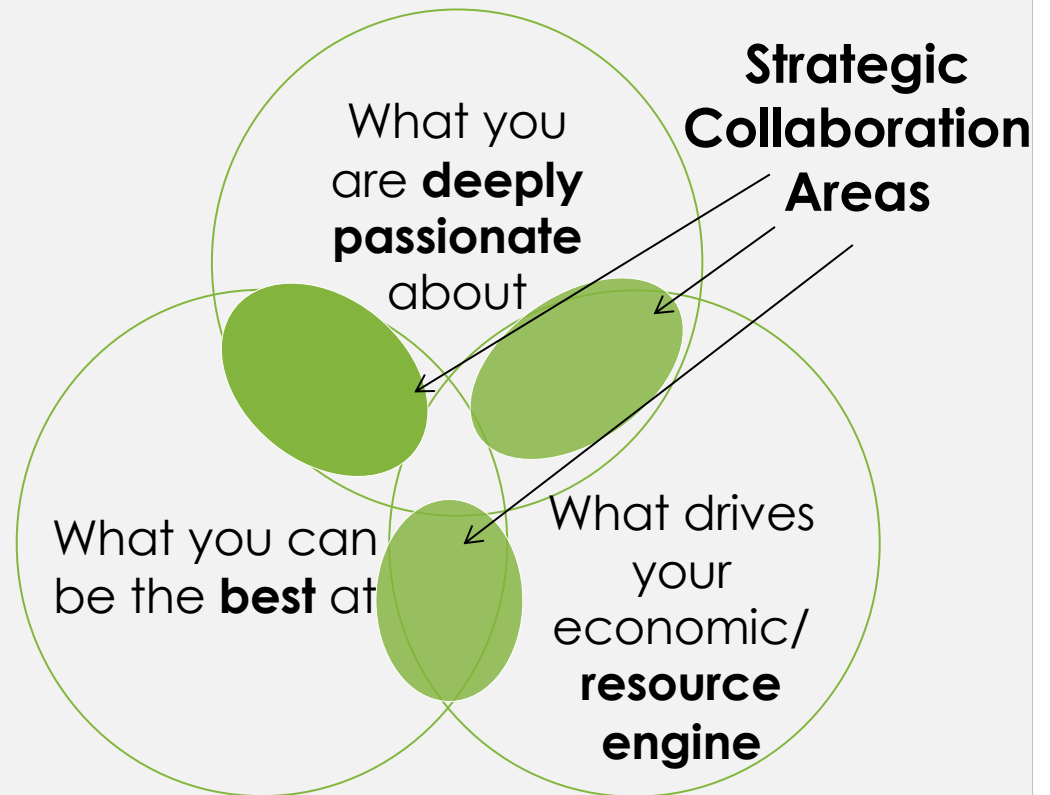 What you
are deeply
passionate
about
Strategic
Collaboration
Areas
What you can
be the best at
What drives
your
economic/
resource
engine